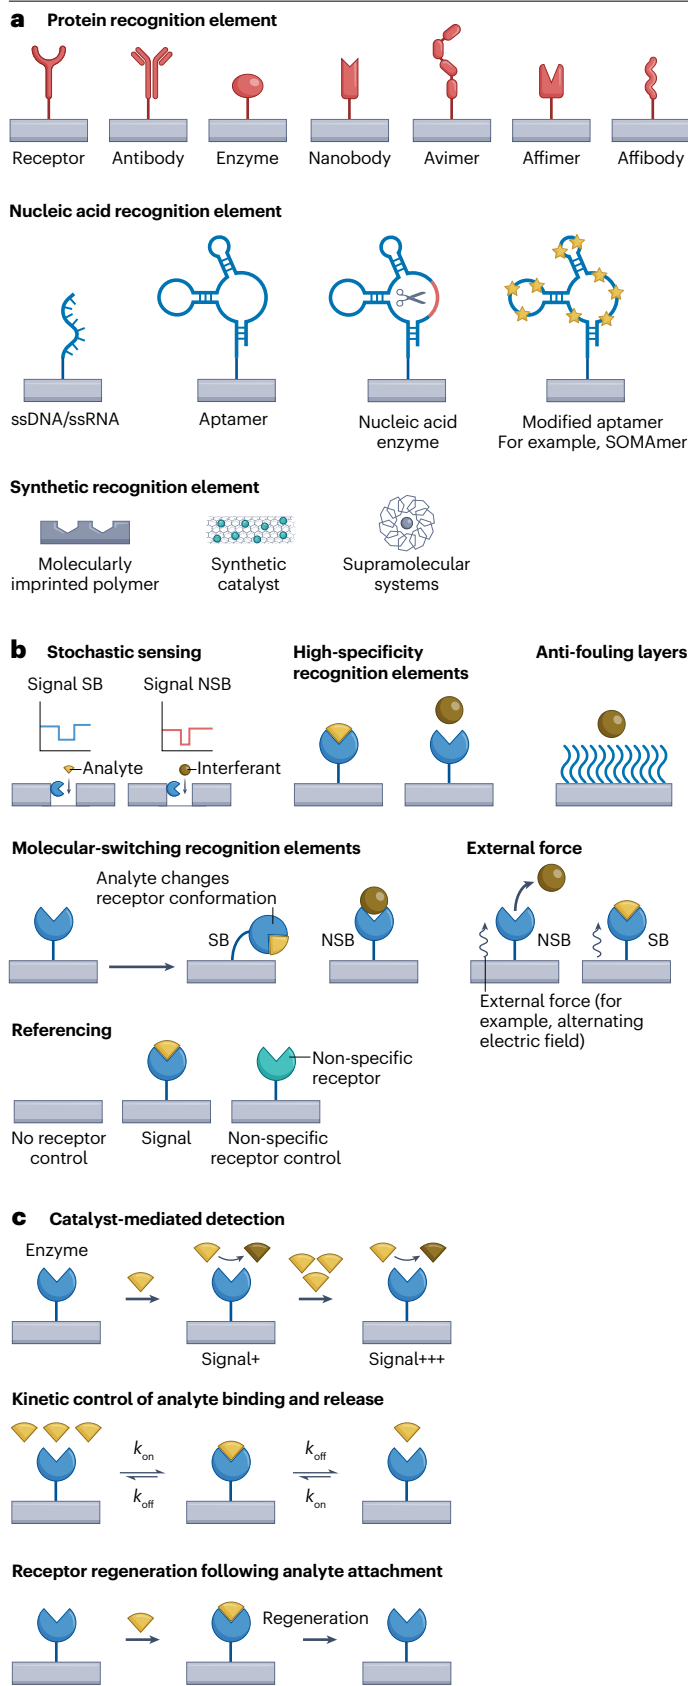 a Protein recognition element
Receptor
Antibody
Enzyme
Nanobody
Avimer
Affimer
Affibody
Nucleic acid recognition element
ssDNA/ssRNA
Aptamer
Nucleic acid
enzyme
Modified aptamer
For example, SOMAmer
Synthetic recognition element
Molecularly
imprinted polymer
Synthetic
catalyst
Supramolecular
systems
b Stochastic sensing
Signal SB
Signal NSB
Analyte
Interferant
High-specificity
recognition elements
Anti-fouling layers
Molecular-switching recognition elements
Analyte changes
receptor conformation
SB
NSB
External force
NSB
SB
External force (for
example, alternating
electric field)
Referencing
Non-specific
receptor
No receptor
control
Signal
Non-specific
receptor control
c Catalyst-mediated detection
Enzyme
Signal+
Signal+++
Kinetic control of analyte binding and release
kon
koff
koff
kon
Receptor regeneration following analyte attachment
Regeneration